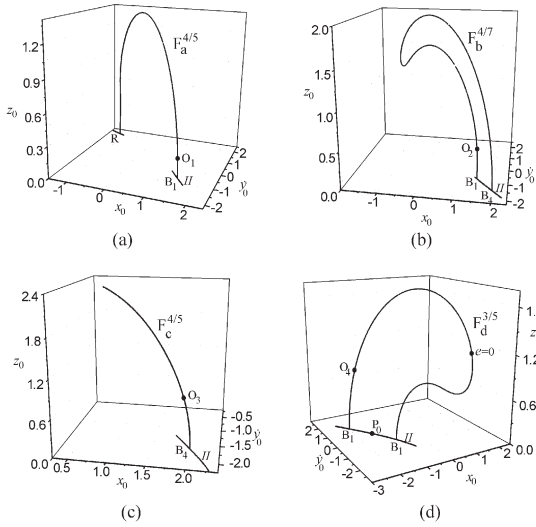 1.2
0.9
0.6
0.3
0.0
z₀
R
F_a^{4/5}
O₁
B₁
II
-1
0
1
2
x₀
2
1
0
-1
-2
ẏ₀
(a)
2.0
1.5
1.0
0.5
0.0
z₀
F_b^{4/7}
O₂
B₁
B₄
II
-1
0
1
2
x₀
2
1
0
-1
-2
ẏ₀
(b)
2.4
1.8
1.2
0.6
0.0
z₀
F_c^{4/5}
O₃
B₄
II
0.5
1.0
1.5
2.0
x₀
-0.5
-1.0
-1.5
-2.0
ẏ₀
(c)
F_d^{3/5}
O₄
e=0
P₀
B₁
B₁
II
2
1
0
-1
-2
ẏ₀
-3
-2
-1
0
1
2
x₀
1.2
0.6
0.0
z
(d)